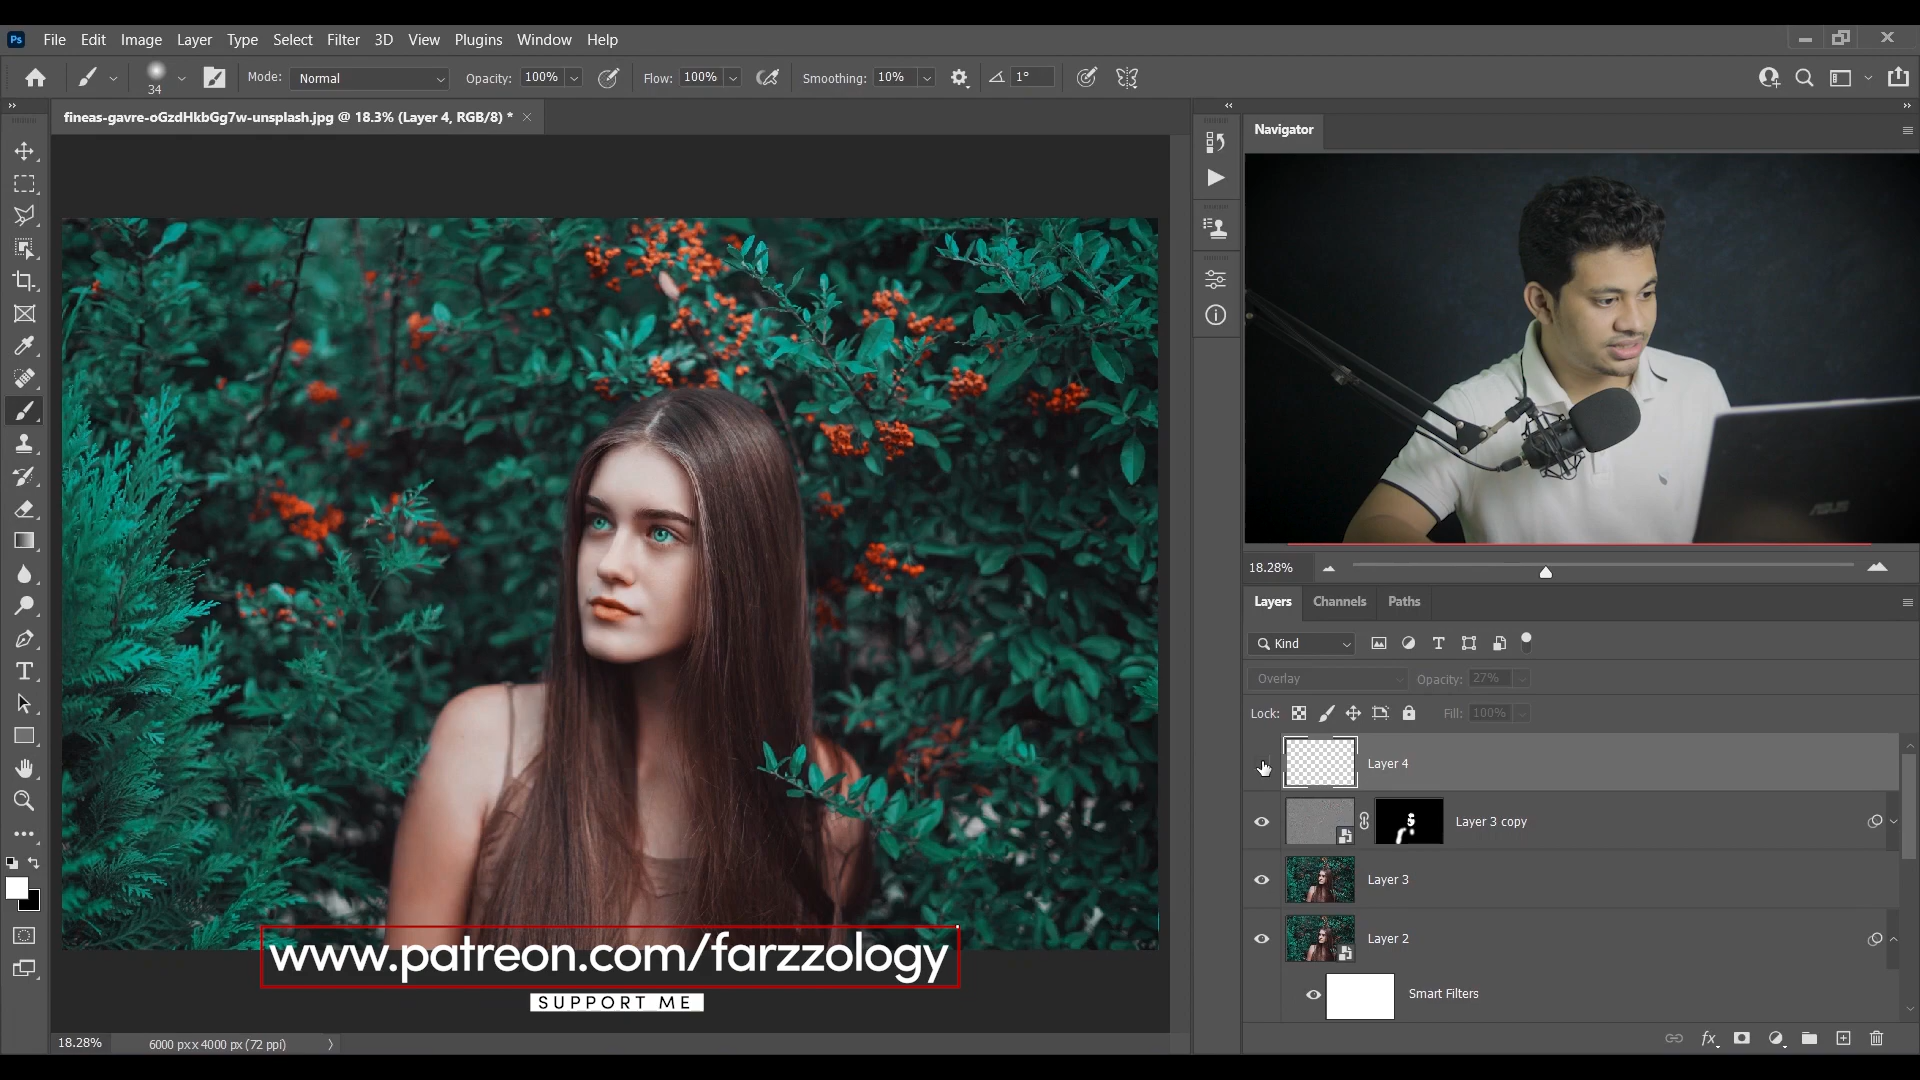 Ps File Edit Image Layer Type Select Filter 3D View Plugins Window Help
34 Mode: Normal Opacity: 100% Flow: 100% Smoothing: 10% 1°
fineas-gavre-oGzdHkbGg7w-unsplash.jpg @ 18.3% (Layer 4, RGB/8) *
Navigator
ASUS
18.28%
Layers Channels Paths
Kind
Overlay Opacity: 27%
Lock: Fill: 100%
Layer 4
Layer 3 copy
Layer 3
Layer 2
Smart Filters
fx
www.patreon.com/farzzology
SUPPORT ME
18.28% 6000 px x 4000 px (72 ppi)